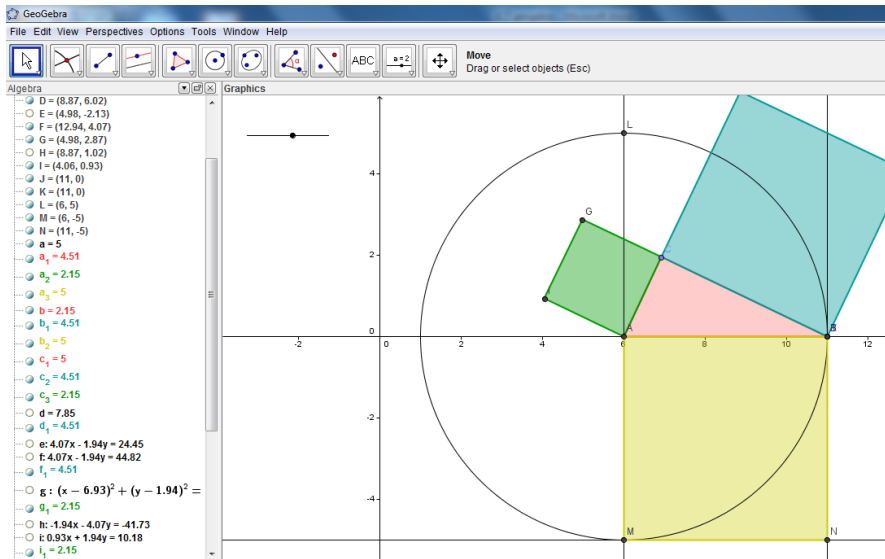 GeoGebra
File Edit View Perspectives Options Tools Window Help
ABC
a=2
Move
Drag or select objects (Esc)
Algebra
Graphics
D = (8.87, 6.02)
E = (4.98, -2.13)
F = (12.94, 4.07)
G = (4.98, 2.87)
H = (8.87, 1.02)
I = (4.06, 0.93)
J = (11, 0)
K = (11, 0)
L = (6, 5)
M = (6, -5)
N = (11, -5)
a = 5
a₁ = 4.51
a₂ = 2.15
a₃ = 5
b = 2.15
b₁ = 4.51
b₂ = 5
c₁ = 5
c₂ = 4.51
c₃ = 2.15
d = 7.85
d₁ = 4.51
e: 4.07x - 1.94y = 24.45
f: 4.07x - 1.94y = 44.82
f₁ = 4.51
g : (x − 6.93)² + (y − 1.94)² =
g₁ = 2.15
h: -1.94x - 4.07y = -41.73
i: 0.93x + 1.94y = 10.18
i₁ = 2.15
L
4
G
2
A
0
-2
0
2
4
6
8
10
12
-2
-4
M
N